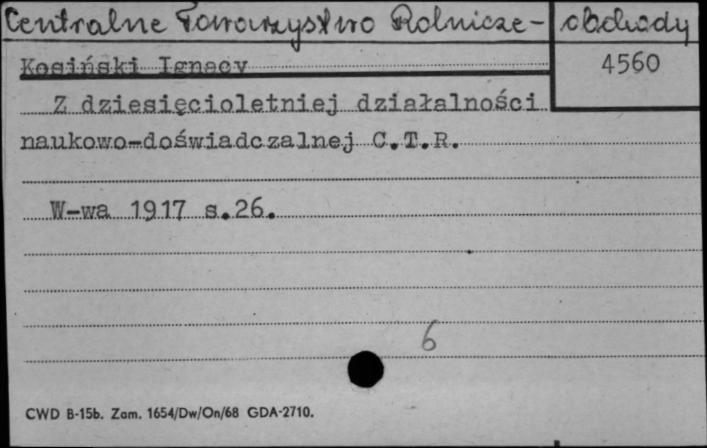 Centralne Towarzystwo Rolnicze - obchody
Kosiński Ignacy
4560
Z dziesięcioletniej działalności
naukowo-doświadczalnej C.T.R.
W-wa 1917 s.26.
6
CWD B-15b. Zam. 1654/Dw/On/68 GDA-2710.